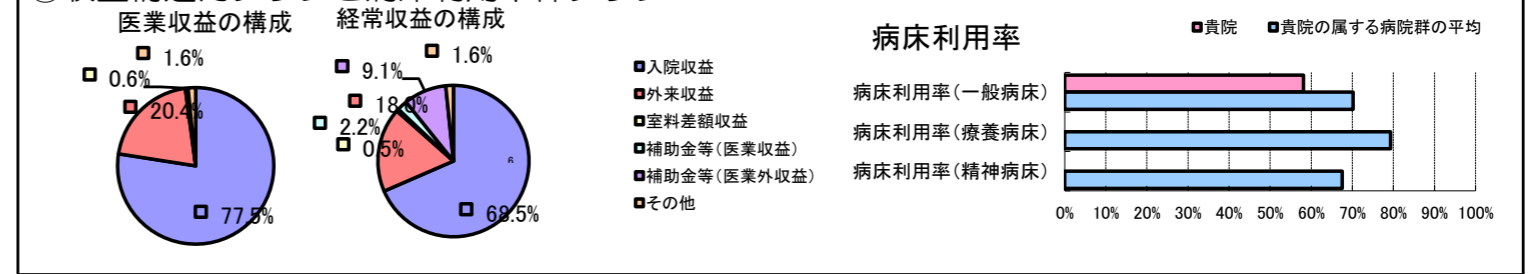 医業収益の構成
1.6%
0.6%
20.4%
77.5%
経常収益の構成
1.6%
9.1%
18.0%
2.2%
0.5%
68.5%
入院収益
外来収益
室料差額収益
補助金等(医業収益)
補助金等(医業外収益)
その他
病床利用率
貴院 貴院の属する病院群の平均
病床利用率(一般病床)
病床利用率(療養病床)
病床利用率(精神病床)
0% 10% 20% 30% 40% 50% 60% 70% 80% 90% 100%